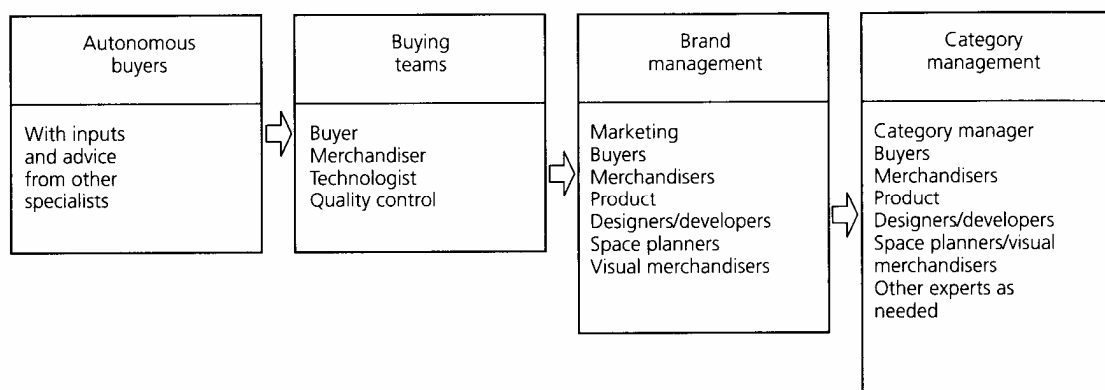 Autonomous
buyers
With inputs
and advice
from other
specialists
Buying
teams
Buyer
Merchandiser
Technologist
Quality control
Brand
management
Marketing
Buyers
Merchandisers
Product
Designers/developers
Space planners
Visual merchandisers
Category
management
Category manager
Buyers
Merchandisers
Product
Designers/developers
Space planners/visual
merchandisers
Other experts as
needed